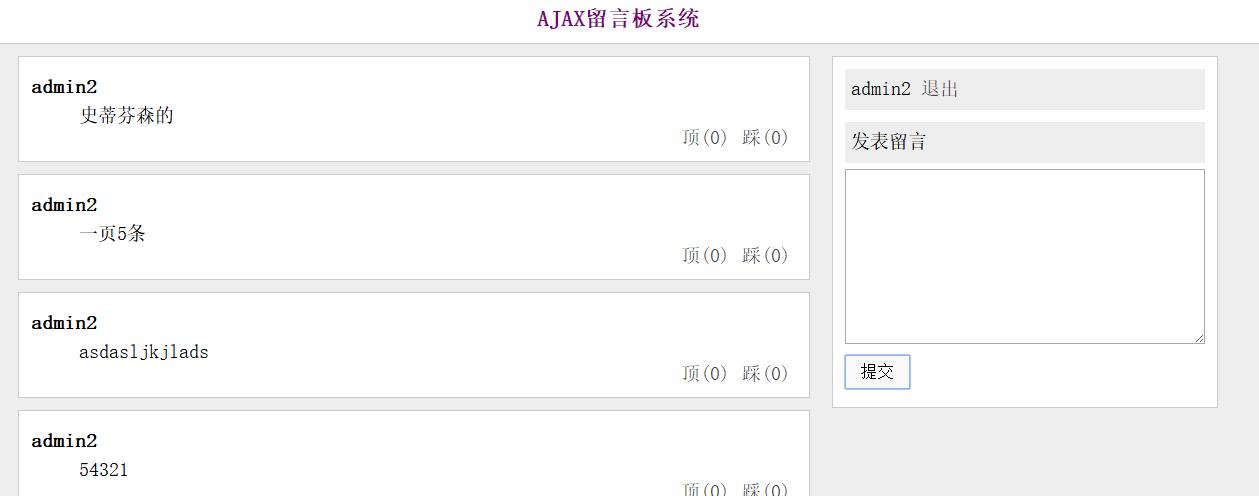 AJAX留言板系统
admin2
史蒂芬森的
顶(0) 踩(0)
admin2
一页5条
顶(0) 踩(0)
admin2
asdasljkjlads
顶(0) 踩(0)
admin2
54321
顶(0) 踩(0)
admin2 退出
发表留言
提交